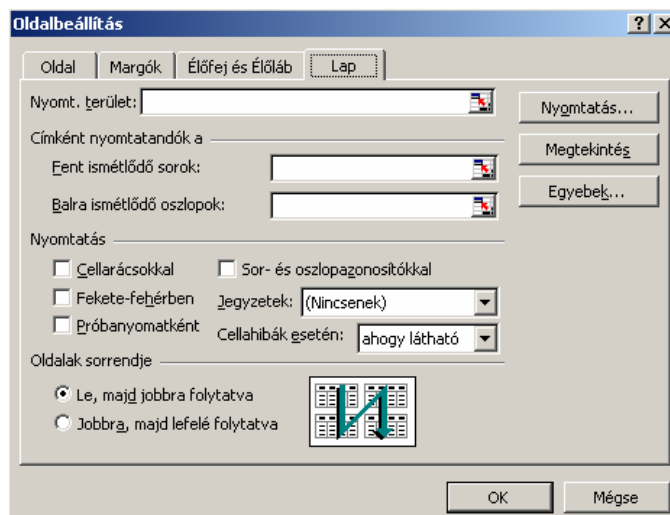 Oldalbeállítás
Oldal Margók Élőfej és Élőláb Lap
Nyomt. terület:
Nyomtatás...
Címként nyomtatandók a
Megtekintés
Fent ismétlődő sorok:
Egyebek...
Balra ismétlődő oszlopok:
Nyomtatás
Cellarácsokkal Sor- és oszlopazonosítókkal
Fekete-fehérben Jegyzetek: (Nincsenek)
Próbanyomatként Cellahibák esetén: ahogy látható
Oldalak sorrendje
Le, majd jobbra folytatva
Jobbra, majd lefelé folytatva
OK Mégse